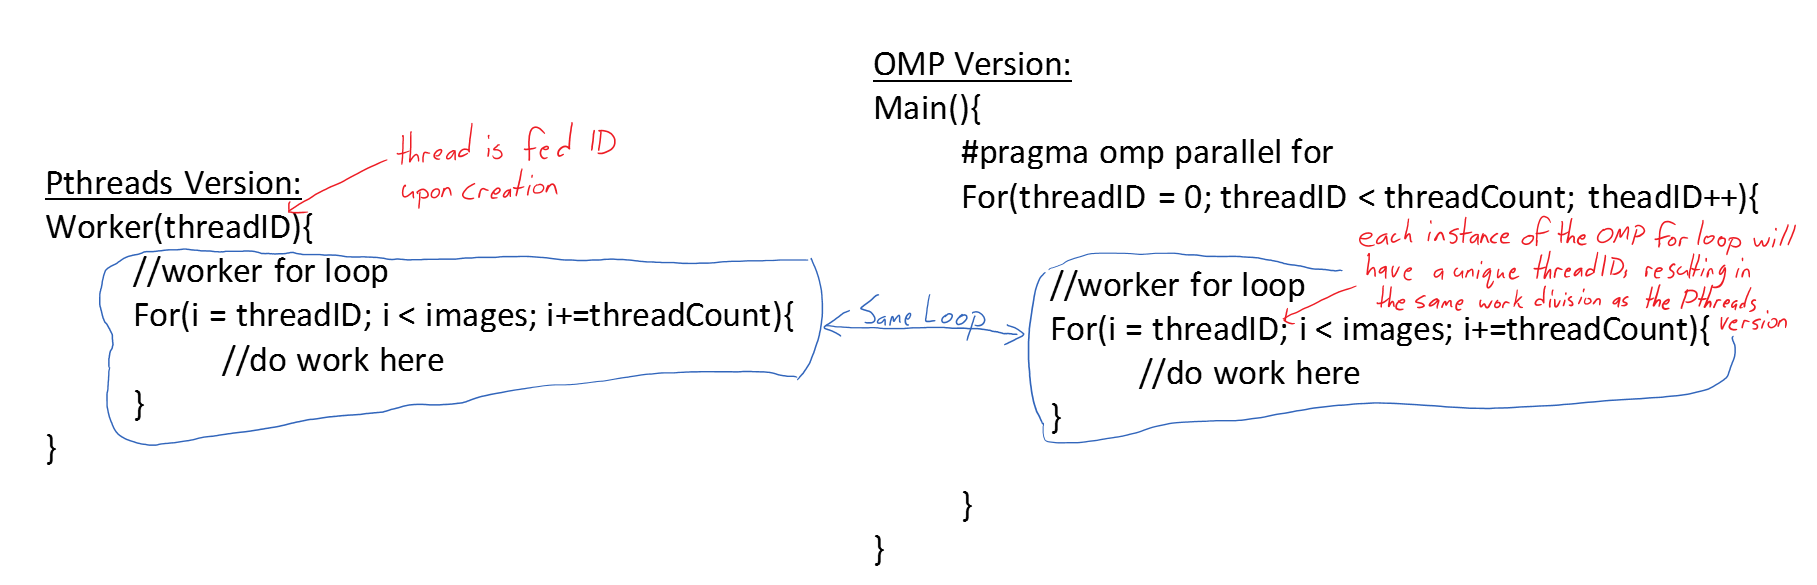 Pthreads Version:
Worker(threadID){
thread is fed ID
upon creation
//worker for loop
For(i = threadID; i < images; i+=threadCount){
//do work here
}
}
Same Loop
OMP Version:
Main(){
#pragma omp parallel for
For(threadID = 0; threadID < threadCount; theadID++){
each instance of the OMP for loop will
have a unique threadID, resulting in
the same work division as the Pthreads
version
//worker for loop
For(i = threadID; i < images; i+=threadCount){
//do work here
}
}
}